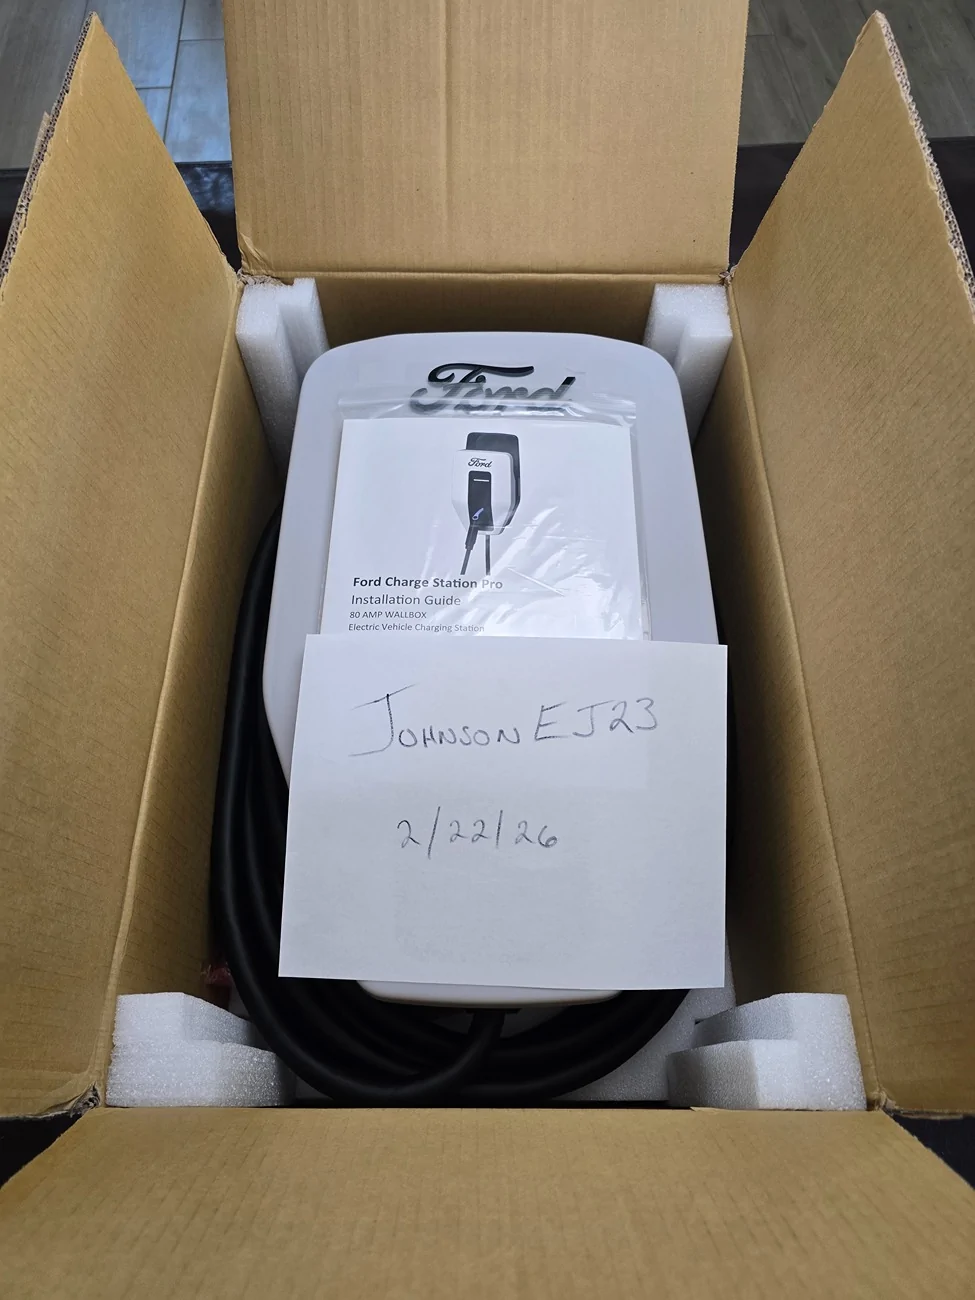 Ford
Ford
Ford Charge Station Pro
Installation Guide
80 AMP WALLBOX
Electric Vehicle Charging Station
JOHNSON EJ23
2/22/26